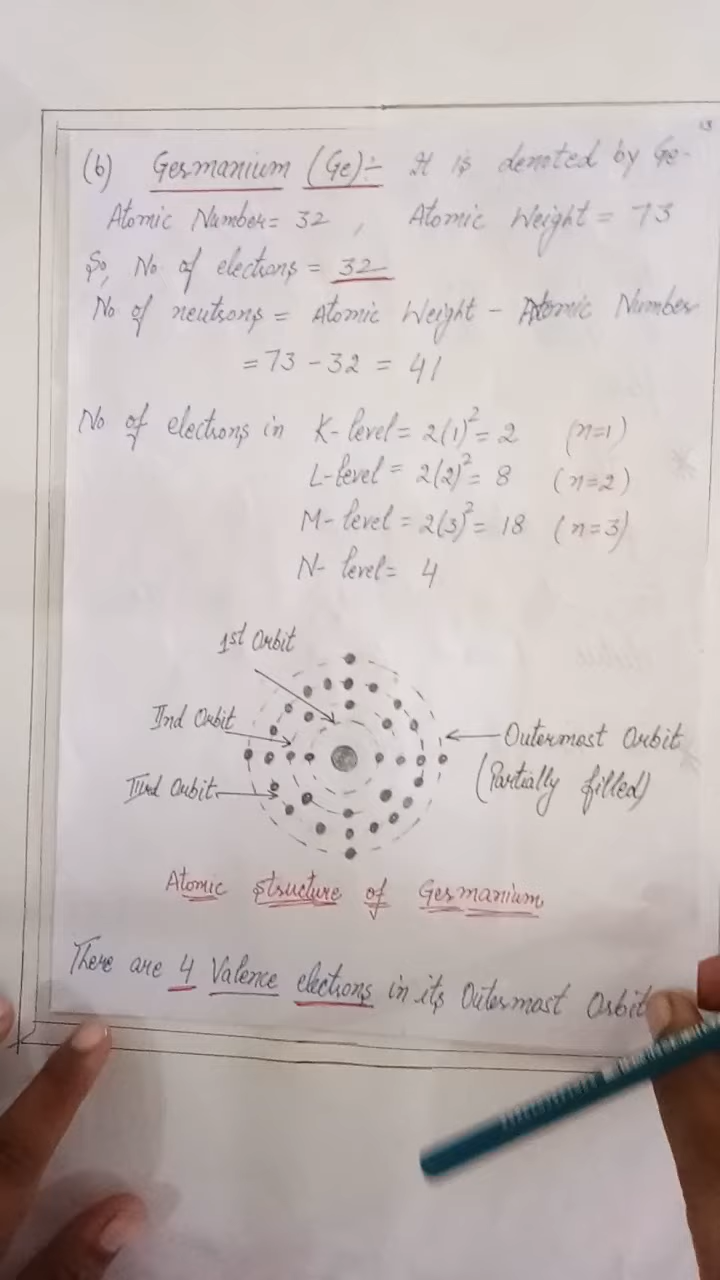 (b) Germanium (Ge):- It is denoted by Ge-
Atomic Number = 32 , Atomic Weight = 73
So, No of electrons = 32
No of neutrons = Atomic Weight - Atomic Number
= 73 - 32 = 41
No of electrons in K-level = 2(1)² = 2 (n=1)
L-level = 2(2)² = 8 (n=2)
M-level = 2(3)² = 18 (n=3)
N-level = 4
1st Orbit
IInd Orbit
IIIrd Orbit
Outermost Orbit
(Partially filled)
Atomic structure of Germanium
There are 4 Valence electrons in its Outermost Orbit